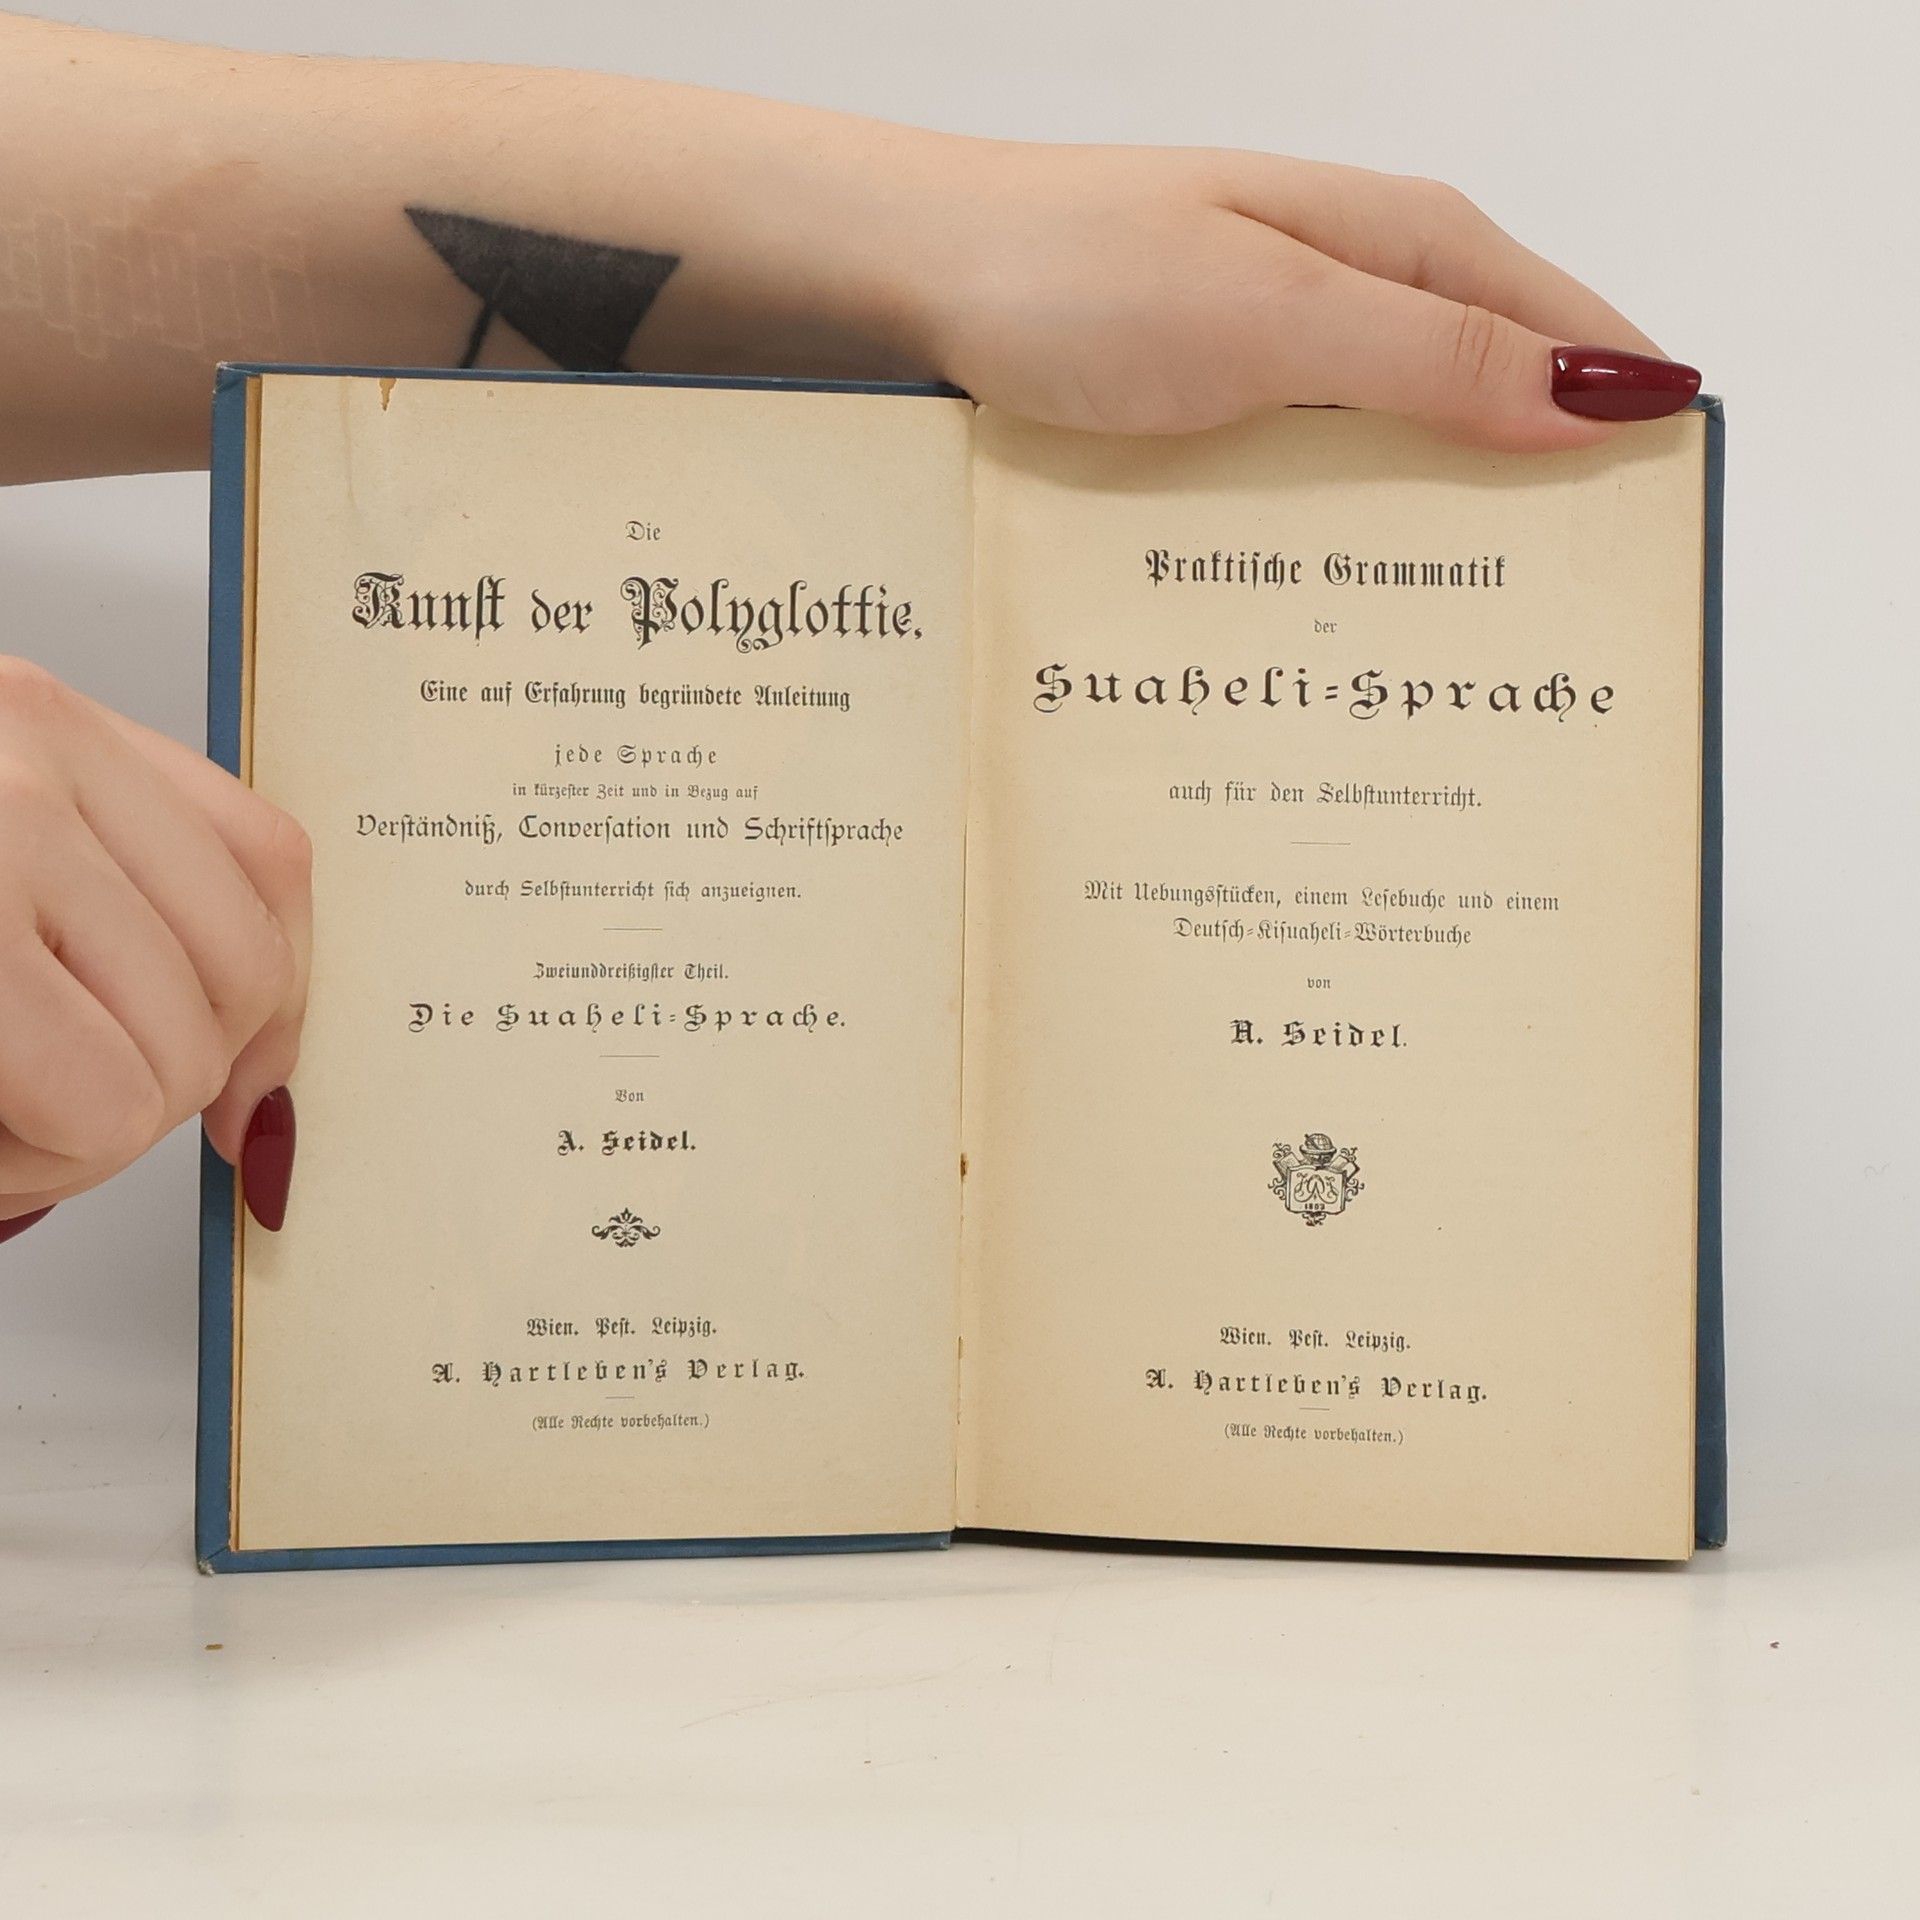 Die
Kunst der Polyglottie.
Eine auf Erfahrung begründete Anleitung
jede Sprache
in kürzester Zeit und in Bezug auf
Verständniß, Conversation und Schriftsprache
durch Selbstunterricht sich anzueignen.
Zweiunddreißigster Theil.
Die Suaheli-Sprache.
Von
A. Seidel.
Wien. Pest. Leipzig.
A. Hartleben's Verlag.
(Alle Rechte vorbehalten.)
Praktische Grammatik
der
Suaheli-Sprache
auch für den Selbstunterricht.
Mit Uebungsstücken, einem Lesebuche und einem
Deutsch-Kisuaheli-Wörterbuche
von
A. Seidel.
1803
Wien. Pest. Leipzig.
A. Hartleben's Verlag.
(Alle Rechte vorbehalten.)